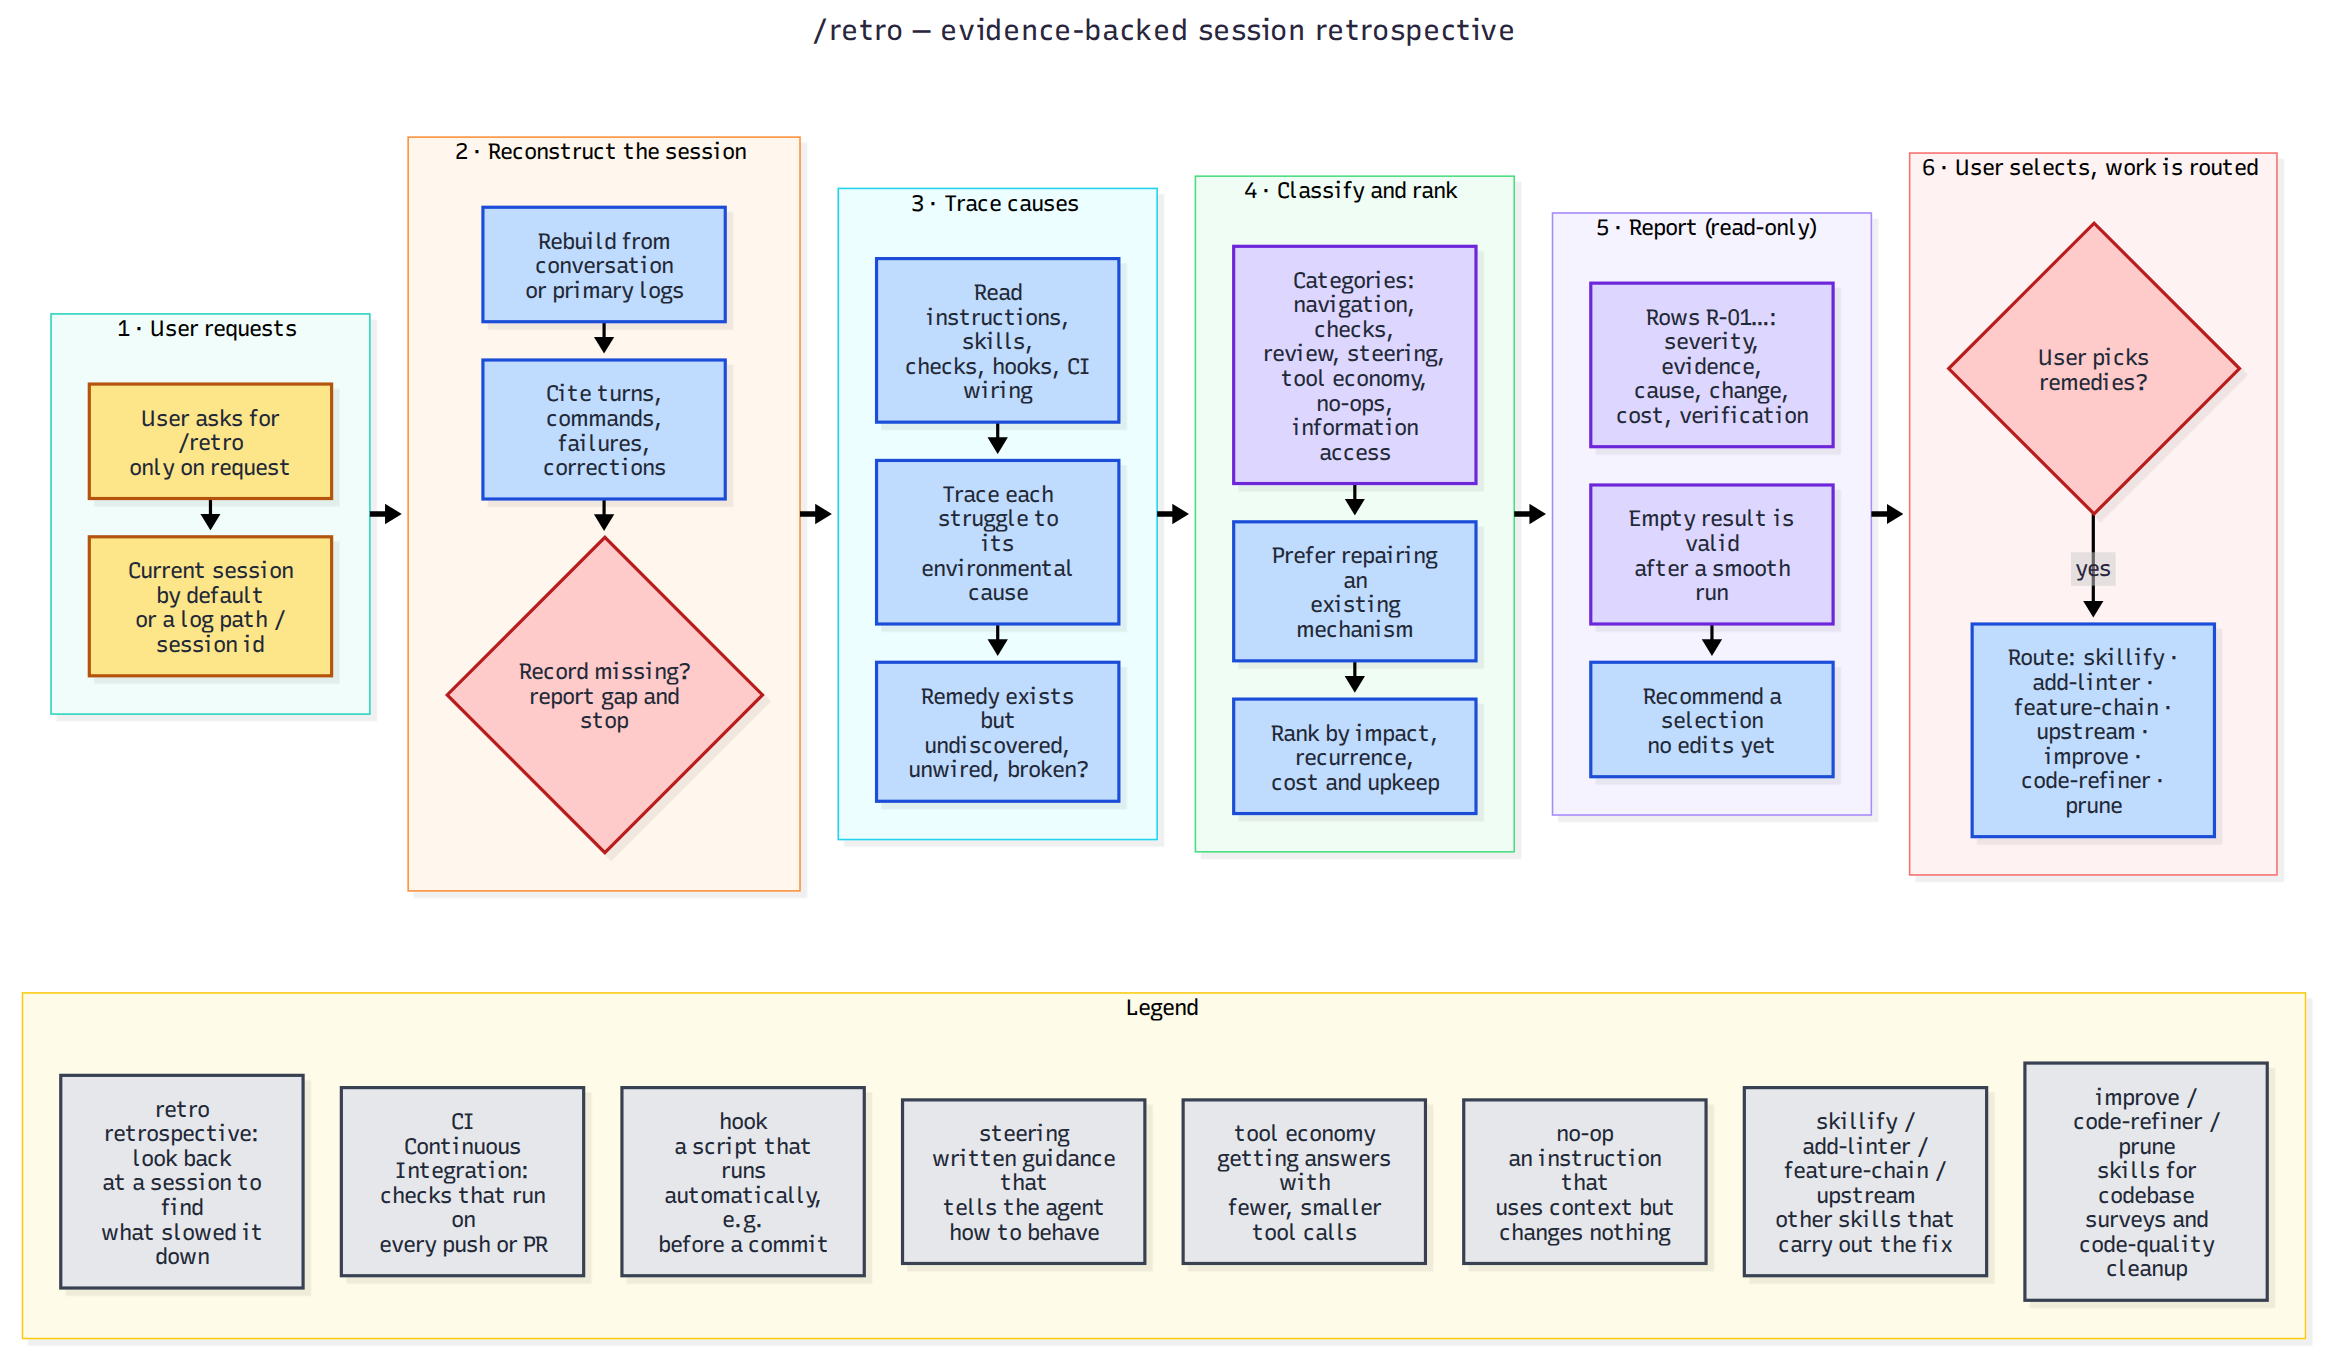 /retro — evidence-backed session retrospective
1 · User requests
User asks for
/retro
only on request
Current session
by default
or a log path /
session id
2 · Reconstruct the session
Rebuild from
conversation
or primary logs
Cite turns,
commands,
failures,
corrections
Record missing?
report gap and
stop
3 · Trace causes
Read
instructions,
skills,
checks, hooks, CI
wiring
Trace each
struggle to
its
environmental
cause
Remedy exists
but
undiscovered,
unwired, broken?
4 · Classify and rank
Categories:
navigation,
checks,
review, steering,
tool economy,
no-ops,
information
access
Prefer repairing
an
existing
mechanism
Rank by impact,
recurrence,
cost and upkeep
5 · Report (read-only)
Rows R-01...:
severity,
evidence,
cause, change,
cost, verification
Empty result is
valid
after a smooth
run
Recommend a
selection
no edits yet
6 · User selects, work is routed
User picks
remedies?
yes
Route: skillify ·
add-linter ·
feature-chain ·
upstream ·
improve ·
code-refiner ·
prune
Legend
retro
retrospective:
look back
at a session to
find
what slowed it
down
CI
Continuous
Integration:
checks that run
on
every push or PR
hook
a script that
runs
automatically,
e.g.
before a commit
steering
written guidance
that
tells the agent
how to behave
tool economy
getting answers
with
fewer, smaller
tool calls
no-op
an instruction
that
uses context but
changes nothing
skillify /
add-linter /
feature-chain /
upstream
other skills that
carry out the fix
improve /
code-refiner /
prune
skills for
codebase
surveys and
code-quality
cleanup